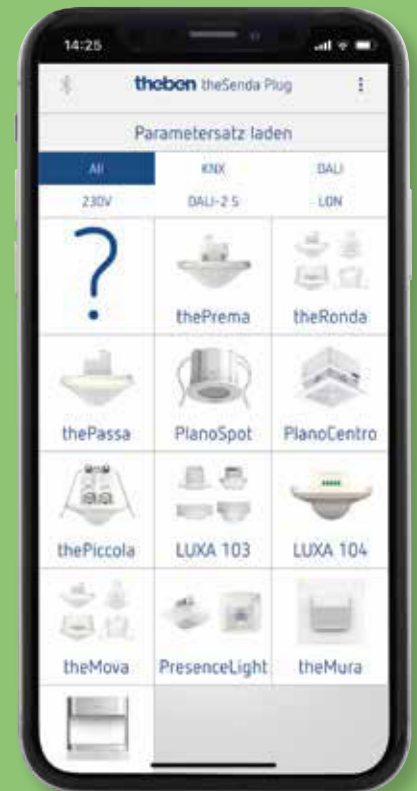 14:25
theben theSenda Plug
Parametersatz laden
All KNX DALI
230V DALI-2 S LON
?
thePrema theRonda
thePassa PlanoSpot PlanoCentro
thePiccola LUXA 103 LUXA 104
theMova PresenceLight theMura